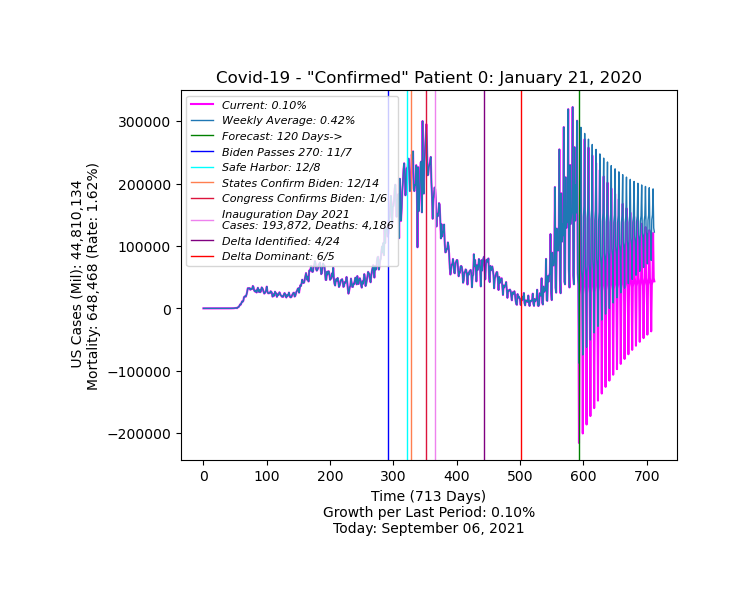 Covid-19 - "Confirmed" Patient 0: January 21, 2020
Current: 0.10%
Weekly Average: 0.42%
Forecast: 120 Days->
Biden Passes 270: 11/7
Safe Harbor: 12/8
States Confirm Biden: 12/14
Congress Confirms Biden: 1/6
Inauguration Day 2021
Cases: 193,872, Deaths: 4,186
Delta Identified: 4/24
Delta Dominant: 6/5
300000
200000
100000
0
−100000
−200000
US Cases (Mil): 44,810,134
Mortality: 648,468 (Rate: 1.62%)
0 100 200 300 400 500 600 700
Time (713 Days)
Growth per Last Period: 0.10%
Today: September 06, 2021